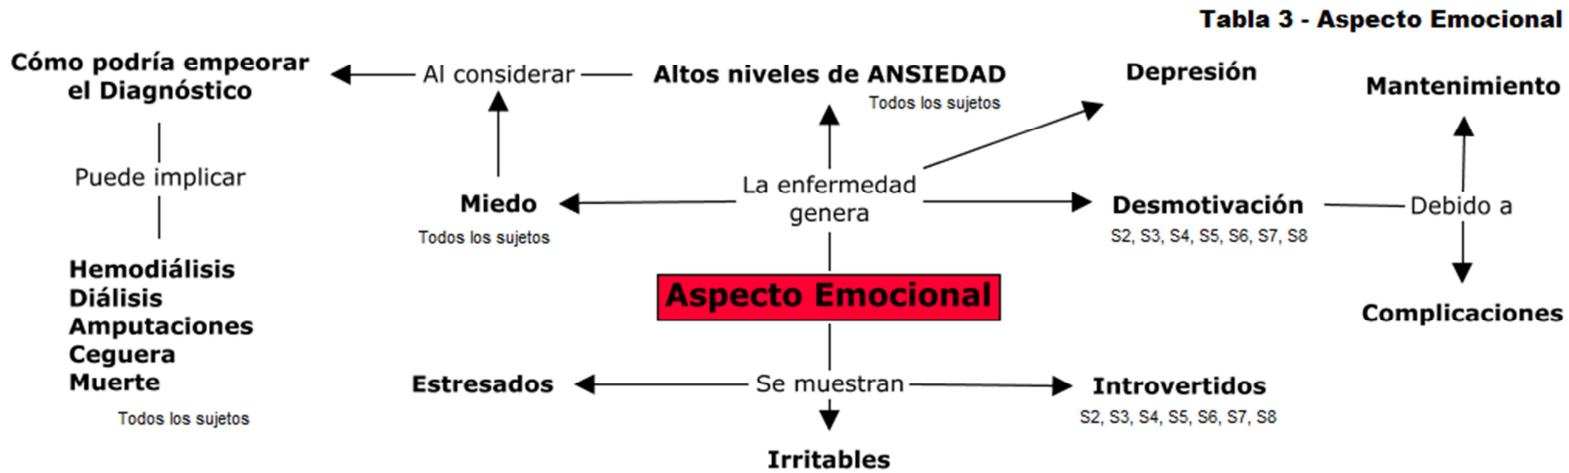 Tabla 3 - Aspecto Emocional
Cómo podría empeorar
el Diagnóstico
Al considerar
Altos niveles de ANSIEDAD
Todos los sujetos
Depresión
Mantenimiento
Puede implicar
Miedo
Todos los sujetos
La enfermedad
genera
Desmotivación
S2, S3, S4, S5, S6, S7, S8
Debido a
Hemodiálisis
Diálisis
Amputaciones
Ceguera
Muerte
Todos los sujetos
Aspecto Emocional
Complicaciones
Estresados
Se muestran
Introvertidos
S2, S3, S4, S5, S6, S7, S8
Irritables